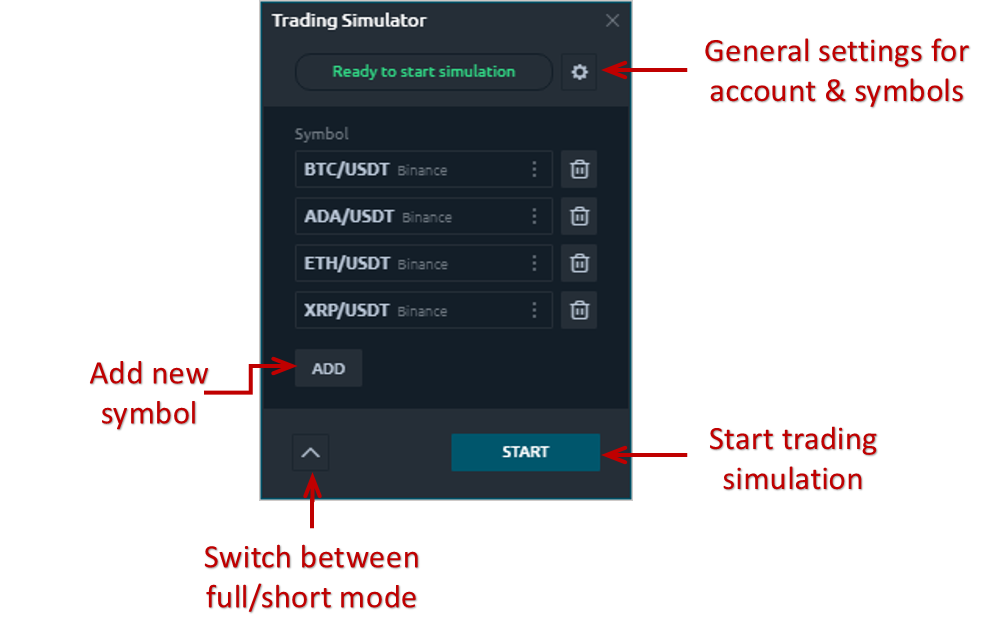 Trading Simulator
Ready to start simulation
General settings for
account & symbols
Symbol
BTC/USDT Binance
ADA/USDT Binance
ETH/USDT Binance
XRP/USDT Binance
ADD
Add new
symbol
START
Start trading
simulation
Switch between
full/short mode